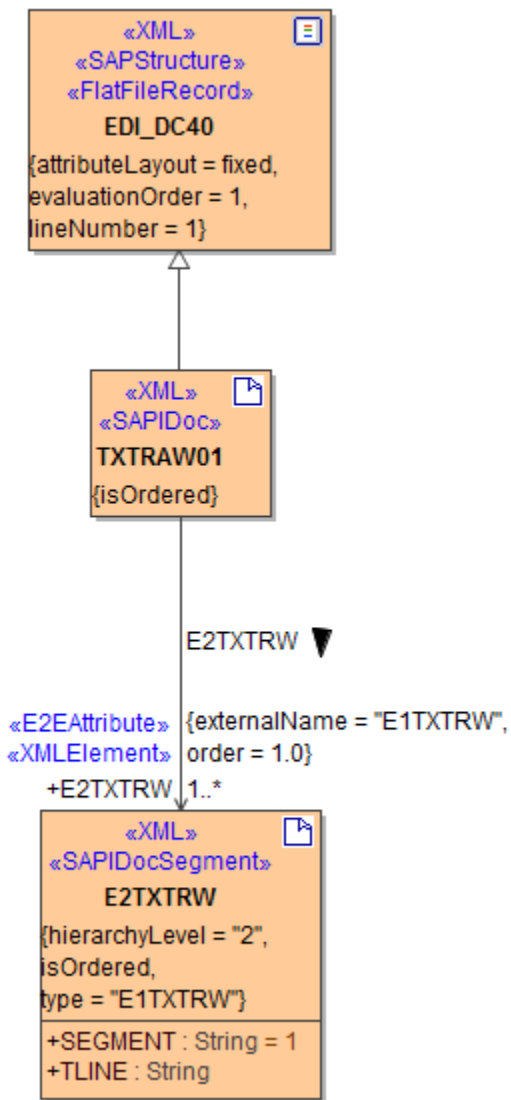 «XML»
«SAPStructure»
«FlatFileRecord»
EDI_DC40
{attributeLayout = fixed,
evaluationOrder = 1,
lineNumber = 1}
«XML»
«SAPIDoc»
TXTRAW01
{isOrdered}
E2TXTRW
«E2EAttribute» {externalName = "E1TXTRW",
«XMLElement» order = 1.0}
+E2TXTRW 1..*
«XML»
«SAPIDocSegment»
E2TXTRW
{hierarchyLevel = "2",
isOrdered,
type = "E1TXTRW"}
+SEGMENT : String = 1
+TLINE : String